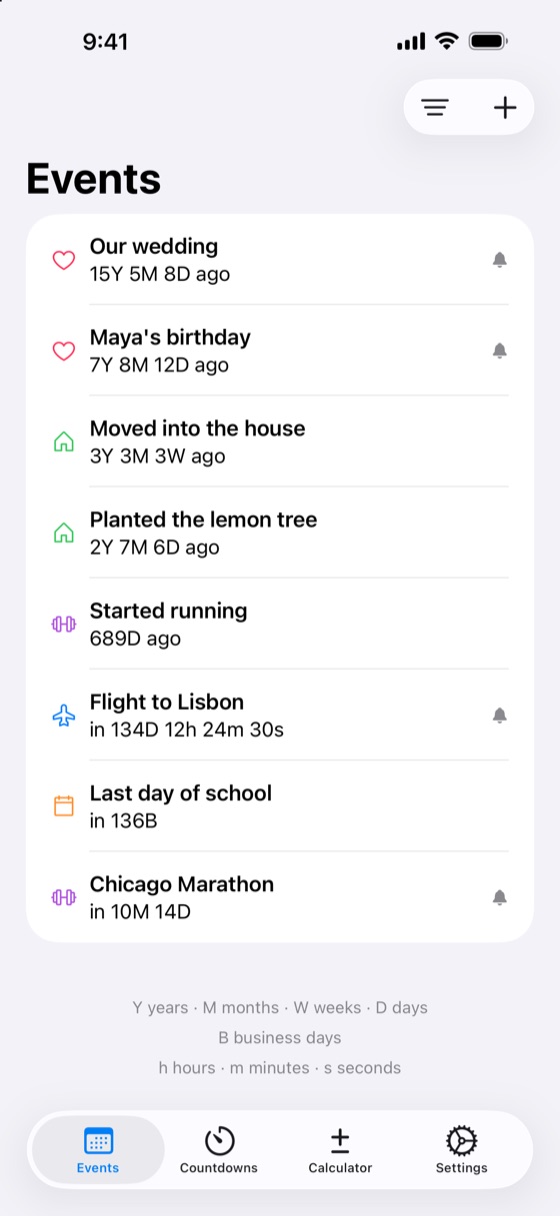 9:41
Events
Our wedding
15Y 5M 8D ago
Maya's birthday
7Y 8M 12D ago
Moved into the house
3Y 3M 3W ago
Planted the lemon tree
2Y 7M 6D ago
Started running
689D ago
Flight to Lisbon
in 134D 12h 24m 30s
Last day of school
in 136B
Chicago Marathon
in 10M 14D
Y years · M months · W weeks · D days
B business days
h hours · m minutes · s seconds
Events
Countdowns
Calculator
Settings